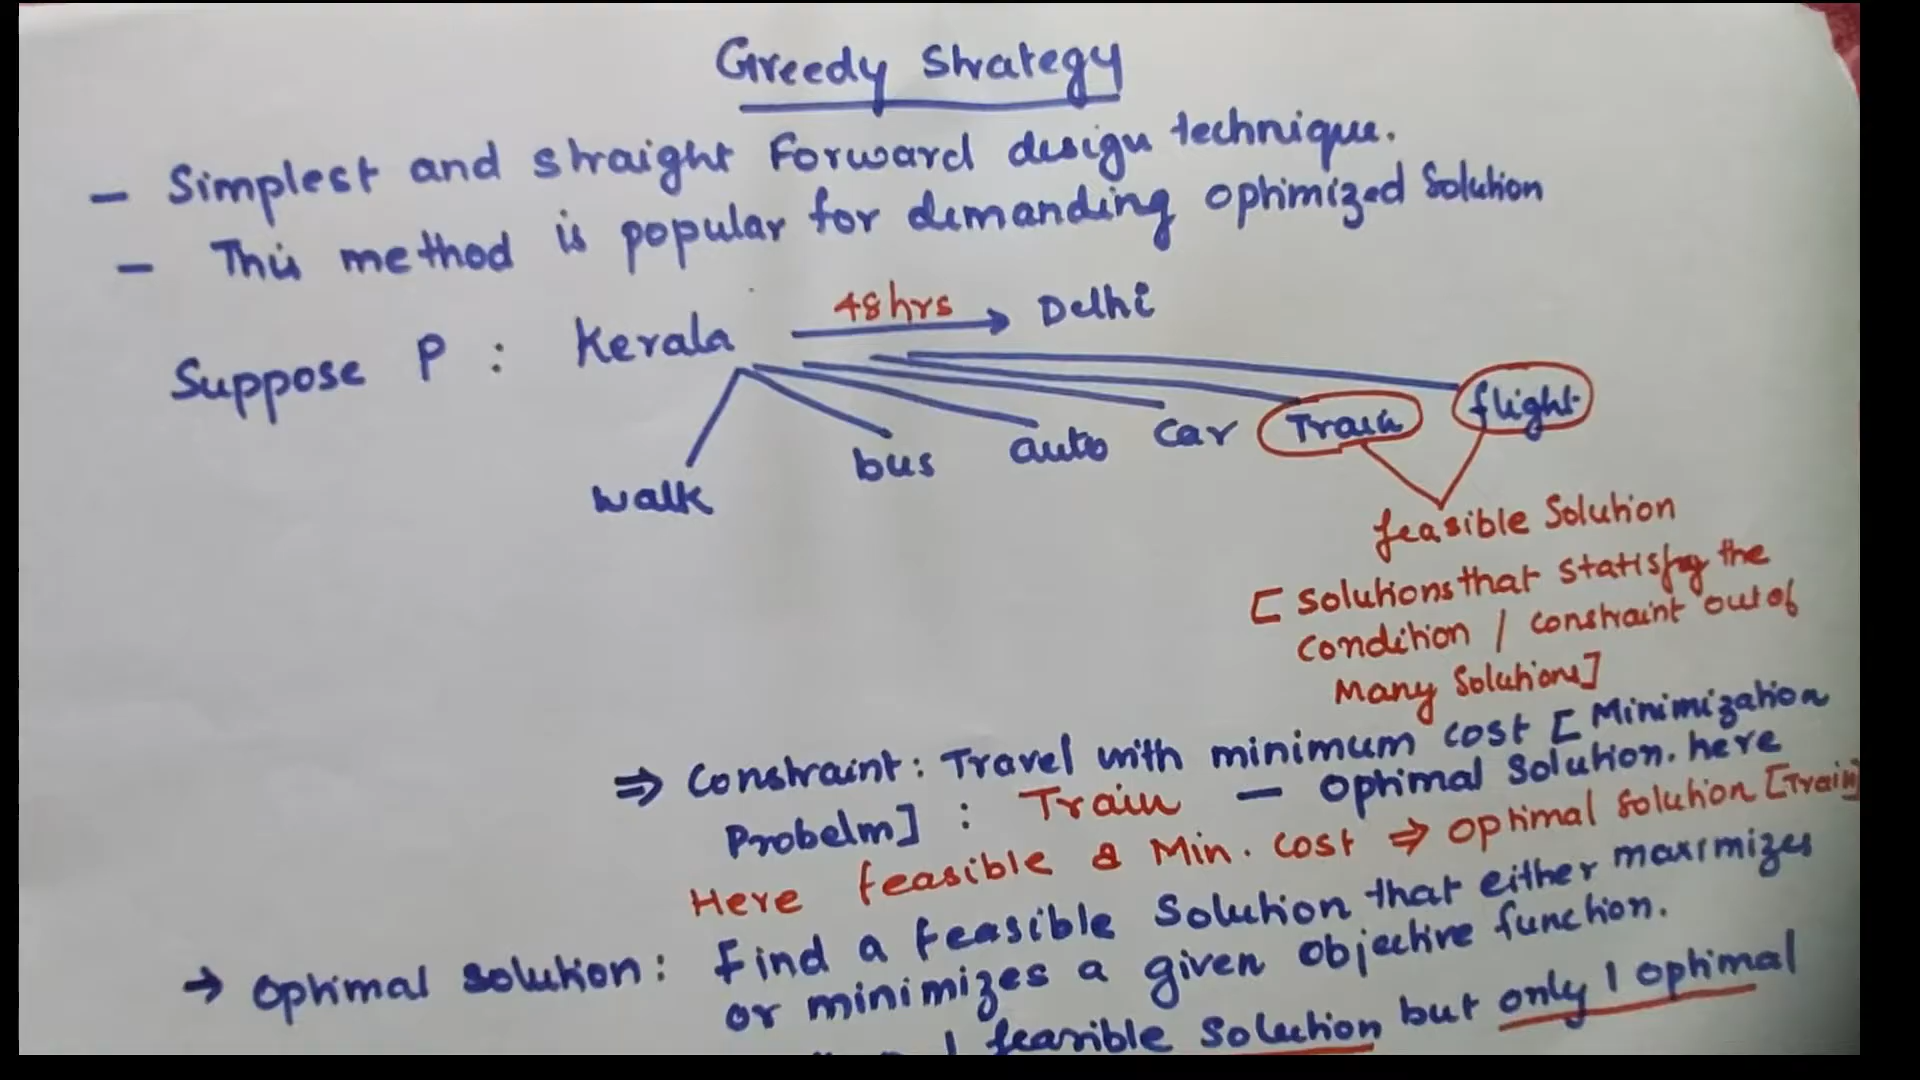 Greedy Strategy
- Simplest and straight Forward design technique.
- This method is popular for demanding optimized Solution
Suppose P : Kerala 48hrs → Delhi
walk bus auto car Train flight
feasible Solution
[ Solutions that statisfy the
condition / constraint out of
Many Solutions]
⇒ Constraint: Travel with minimum cost [ Minimization
Probelm] : Train - optimal Solution. here
Here feasible & Min. cost ⇒ optimal solution [Train]
→ optimal solution: Find a feasible Solution that either maximizes
or minimizes a given objective function.
1 feasible Solution but only 1 optimal